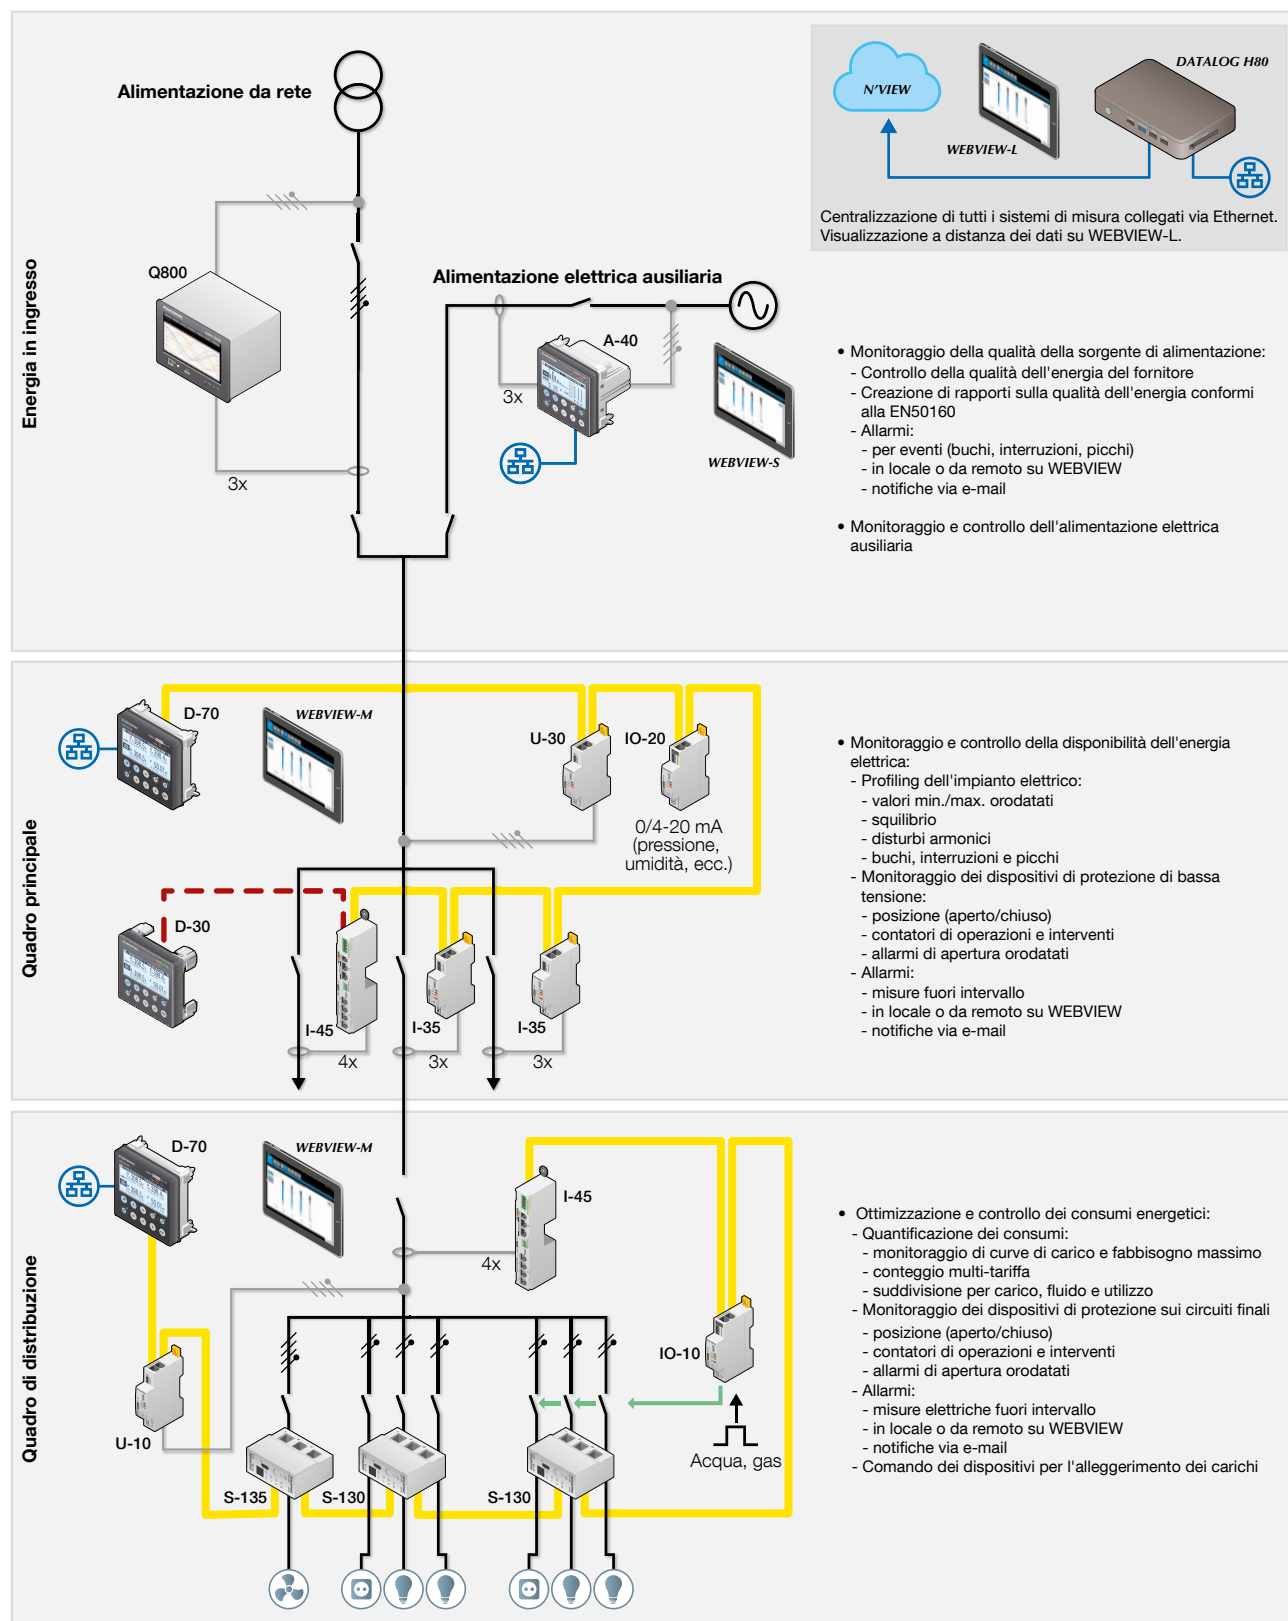 Energia in ingresso
Alimentazione da rete
Q800
3x
Alimentazione elettrica ausiliaria
A-40
3x
WEBVIEW-S
N'VIEW
WEBVIEW-L
DATALOG H80
Centralizzazione di tutti i sistemi di misura collegati via Ethernet.
Visualizzazione a distanza dei dati su WEBVIEW-L.
• Monitoraggio della qualità della sorgente di alimentazione:
- Controllo della qualità dell'energia del fornitore
- Creazione di rapporti sulla qualità dell'energia conformi
alla EN50160
- Allarmi:
- per eventi (buchi, interruzioni, picchi)
- in locale o da remoto su WEBVIEW
- notifiche via e-mail
• Monitoraggio e controllo dell'alimentazione elettrica
ausiliaria
Quadro principale
D-70
WEBVIEW-M
U-30
IO-20
0/4-20 mA
(pressione,
umidità, ecc.)
D-30
I-45
I-35
I-35
4x
3x
3x
• Monitoraggio e controllo della disponibilità dell'energia
elettrica:
- Profiling dell'impianto elettrico:
- valori min./max. orodatati
- squilibrio
- disturbi armonici
- buchi, interruzioni e picchi
- Monitoraggio dei dispositivi di protezione di bassa
tensione:
- posizione (aperto/chiuso)
- contatori di operazioni e interventi
- allarmi di apertura orodatati
- Allarmi:
- misure fuori intervallo
- in locale o da remoto su WEBVIEW
- notifiche via e-mail
Quadro di distribuzione
D-70
WEBVIEW-M
I-45
4x
IO-10
U-10
Acqua, gas
S-135
S-130
S-130
• Ottimizzazione e controllo dei consumi energetici:
- Quantificazione dei consumi:
- monitoraggio di curve di carico e fabbisogno massimo
- conteggio multi-tariffa
- suddivisione per carico, fluido e utilizzo
- Monitoraggio dei dispositivi di protezione sui circuiti finali
- posizione (aperto/chiuso)
- contatori di operazioni e interventi
- allarmi di apertura orodatati
- Allarmi:
- misure elettriche fuori intervallo
- in locale o da remoto su WEBVIEW
- notifiche via e-mail
- Comando dei dispositivi per l'alleggerimento dei carichi